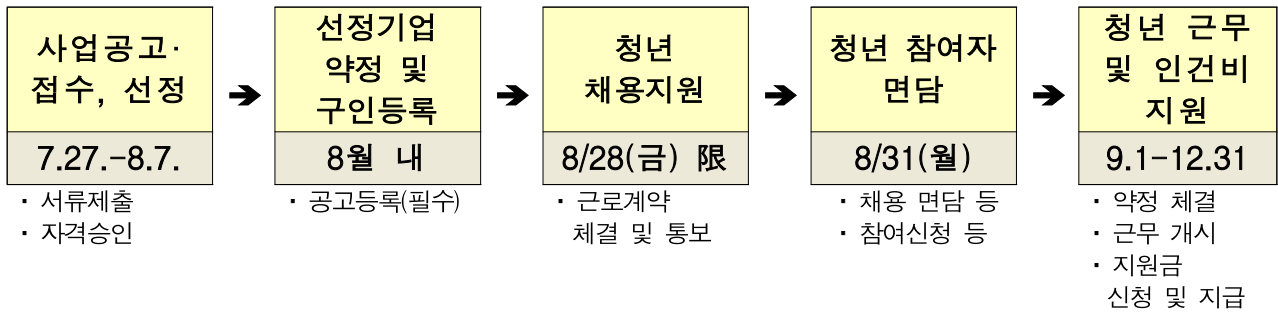 사업공고·
접수, 선정
7.27.-8.7.
· 서류제출
· 자격승인
선정기업
약정 및
구인등록
8월 내
· 공고등록(필수)
청년
채용지원
8/28(금) 限
· 근로계약
체결 및 통보
청년 참여자
면담
8/31(월)
· 채용 면담 등
· 참여신청 등
청년 근무
및 인건비
지원
9.1-12.31
· 약정 체결
· 근무 개시
· 지원금
신청 및 지급